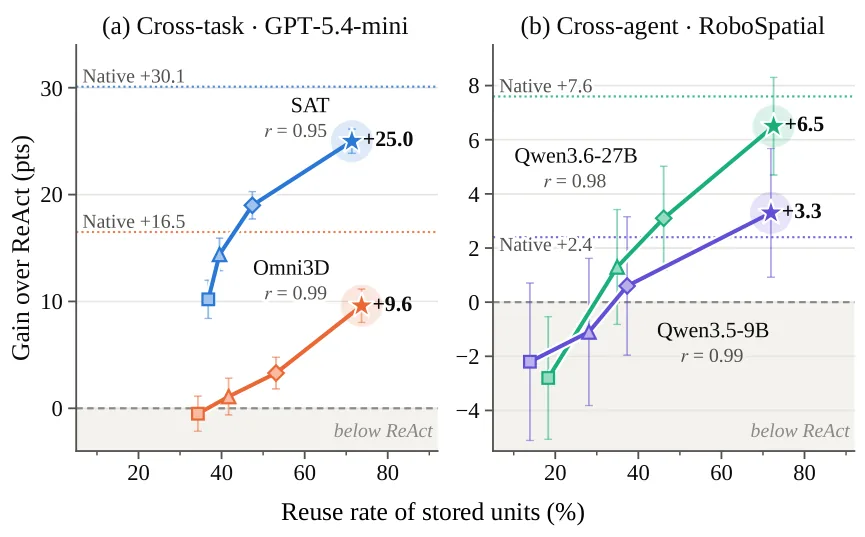 (a) Cross-task · GPT-5.4-mini
Gain over ReAct (pts)
30
20
10
0
Native +30.1
SAT
r = 0.95
+25.0
Native +16.5
Omni3D
r = 0.99
+9.6
below ReAct
20
40
60
80
(b) Cross-agent · RoboSpatial
8
6
4
2
0
−2
−4
Native +7.6
+6.5
Qwen3.6-27B
r = 0.98
+3.3
Native +2.4
Qwen3.5-9B
r = 0.99
below ReAct
20
40
60
80
Reuse rate of stored units (%)